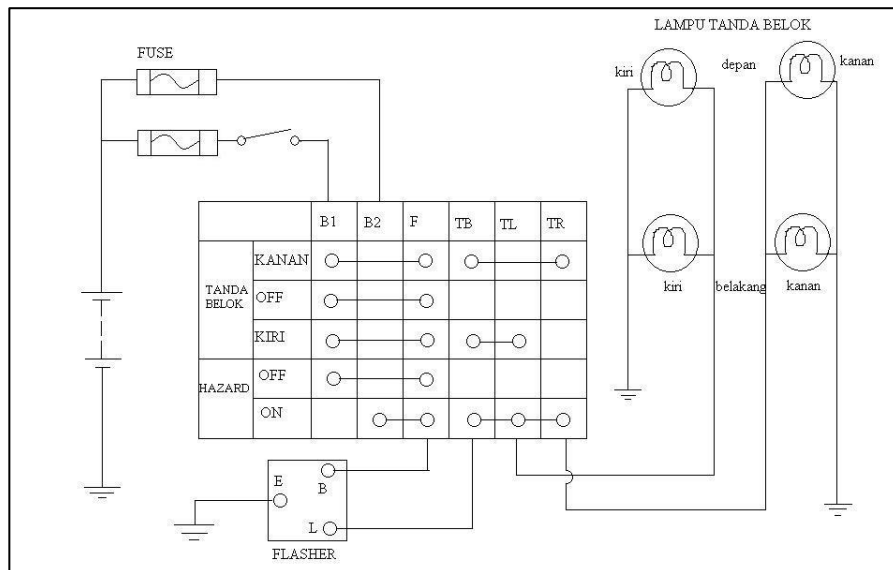 LAMPU TANDA BELOK
FUSE
kiri
depan
kanan
B1 B2 F TB TL TR
KANAN
TANDA
BELOK
OFF
KIRI
HAZARD
OFF
ON
kiri
belakang
kanan
E
B
L
FLASHER